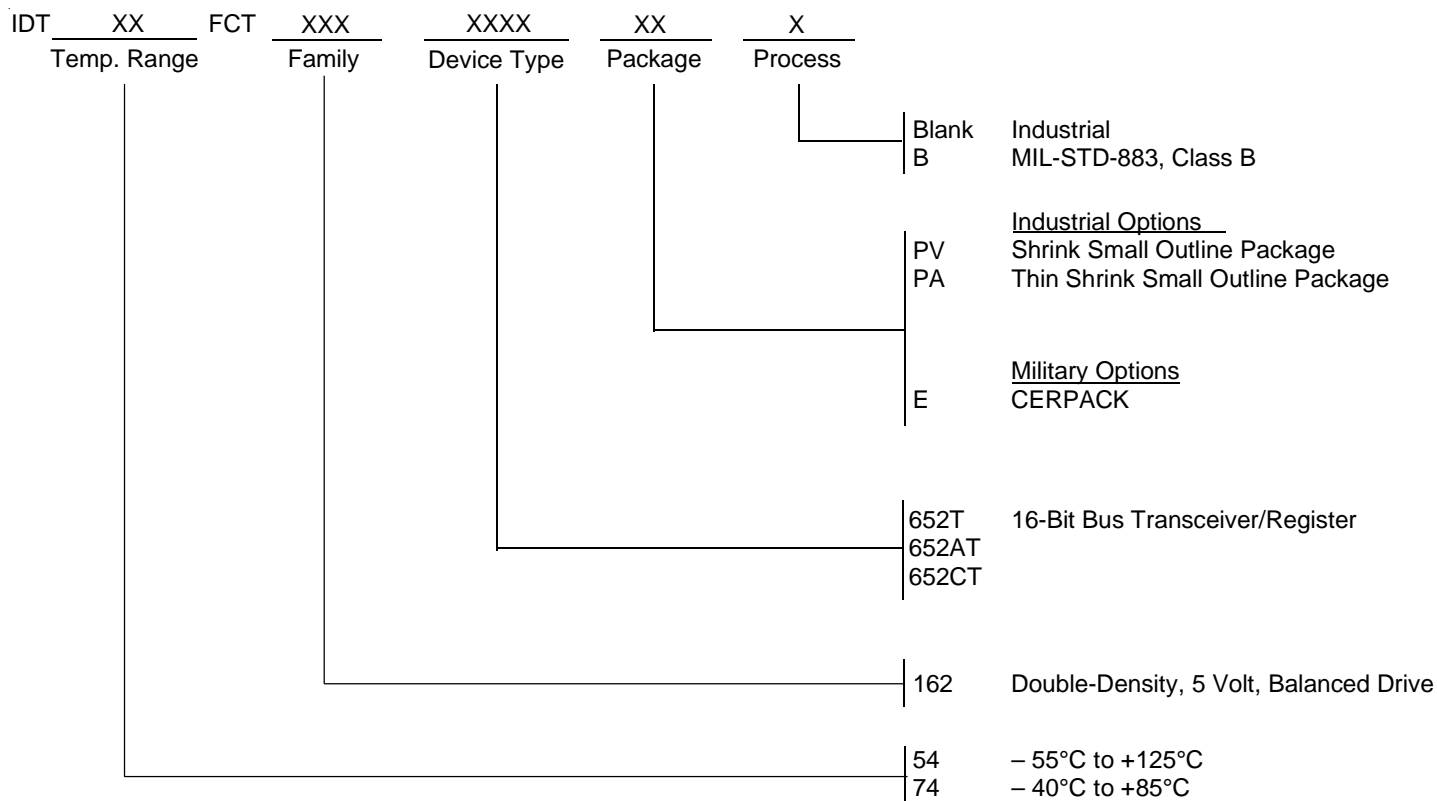 IDT XX FCT XXX XXXX XX X
Temp. Range Family Device Type Package Process
Blank Industrial
B MIL-STD-883, Class B
Industrial Options
PV Shrink Small Outline Package
PA Thin Shrink Small Outline Package
Military Options
E CERPACK
652T 16-Bit Bus Transceiver/Register
652AT
652CT
162 Double-Density, 5 Volt, Balanced Drive
54 – 55°C to +125°C
74 – 40°C to +85°C